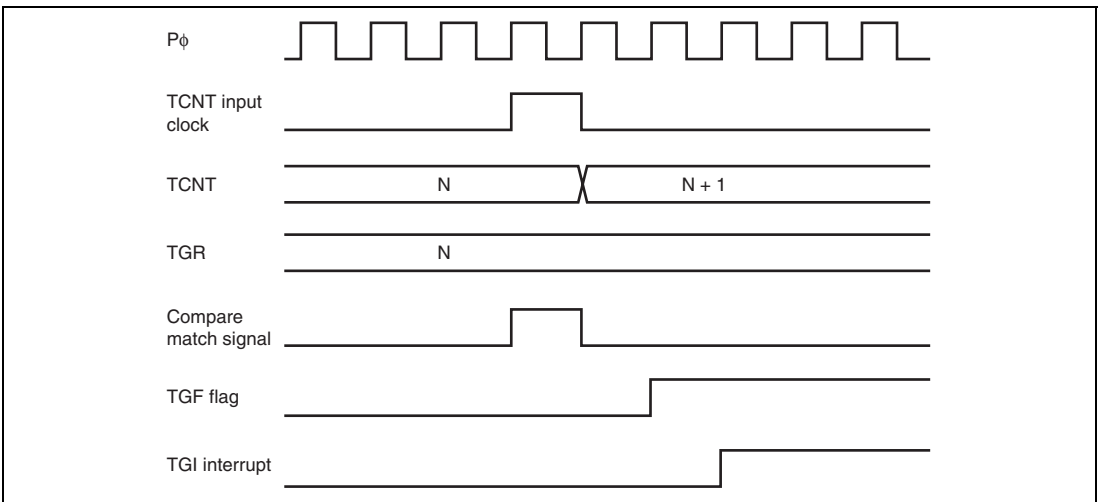 Pϕ
TCNT input
clock
TCNT
N
N + 1
TGR
N
Compare
match signal
TGF flag
TGI interrupt